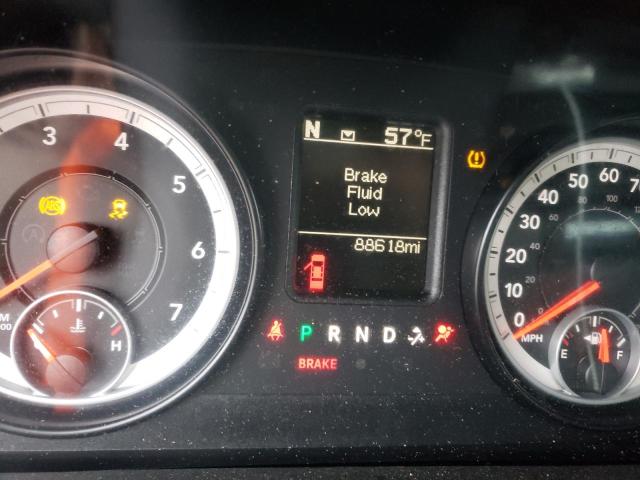 3
4
5
6
7
ABS
H
N 57°F
Brake
Fluid
Low
88618mi
P R N D
BRAKE
0
10
20
30
40
50
60
MPH
E F